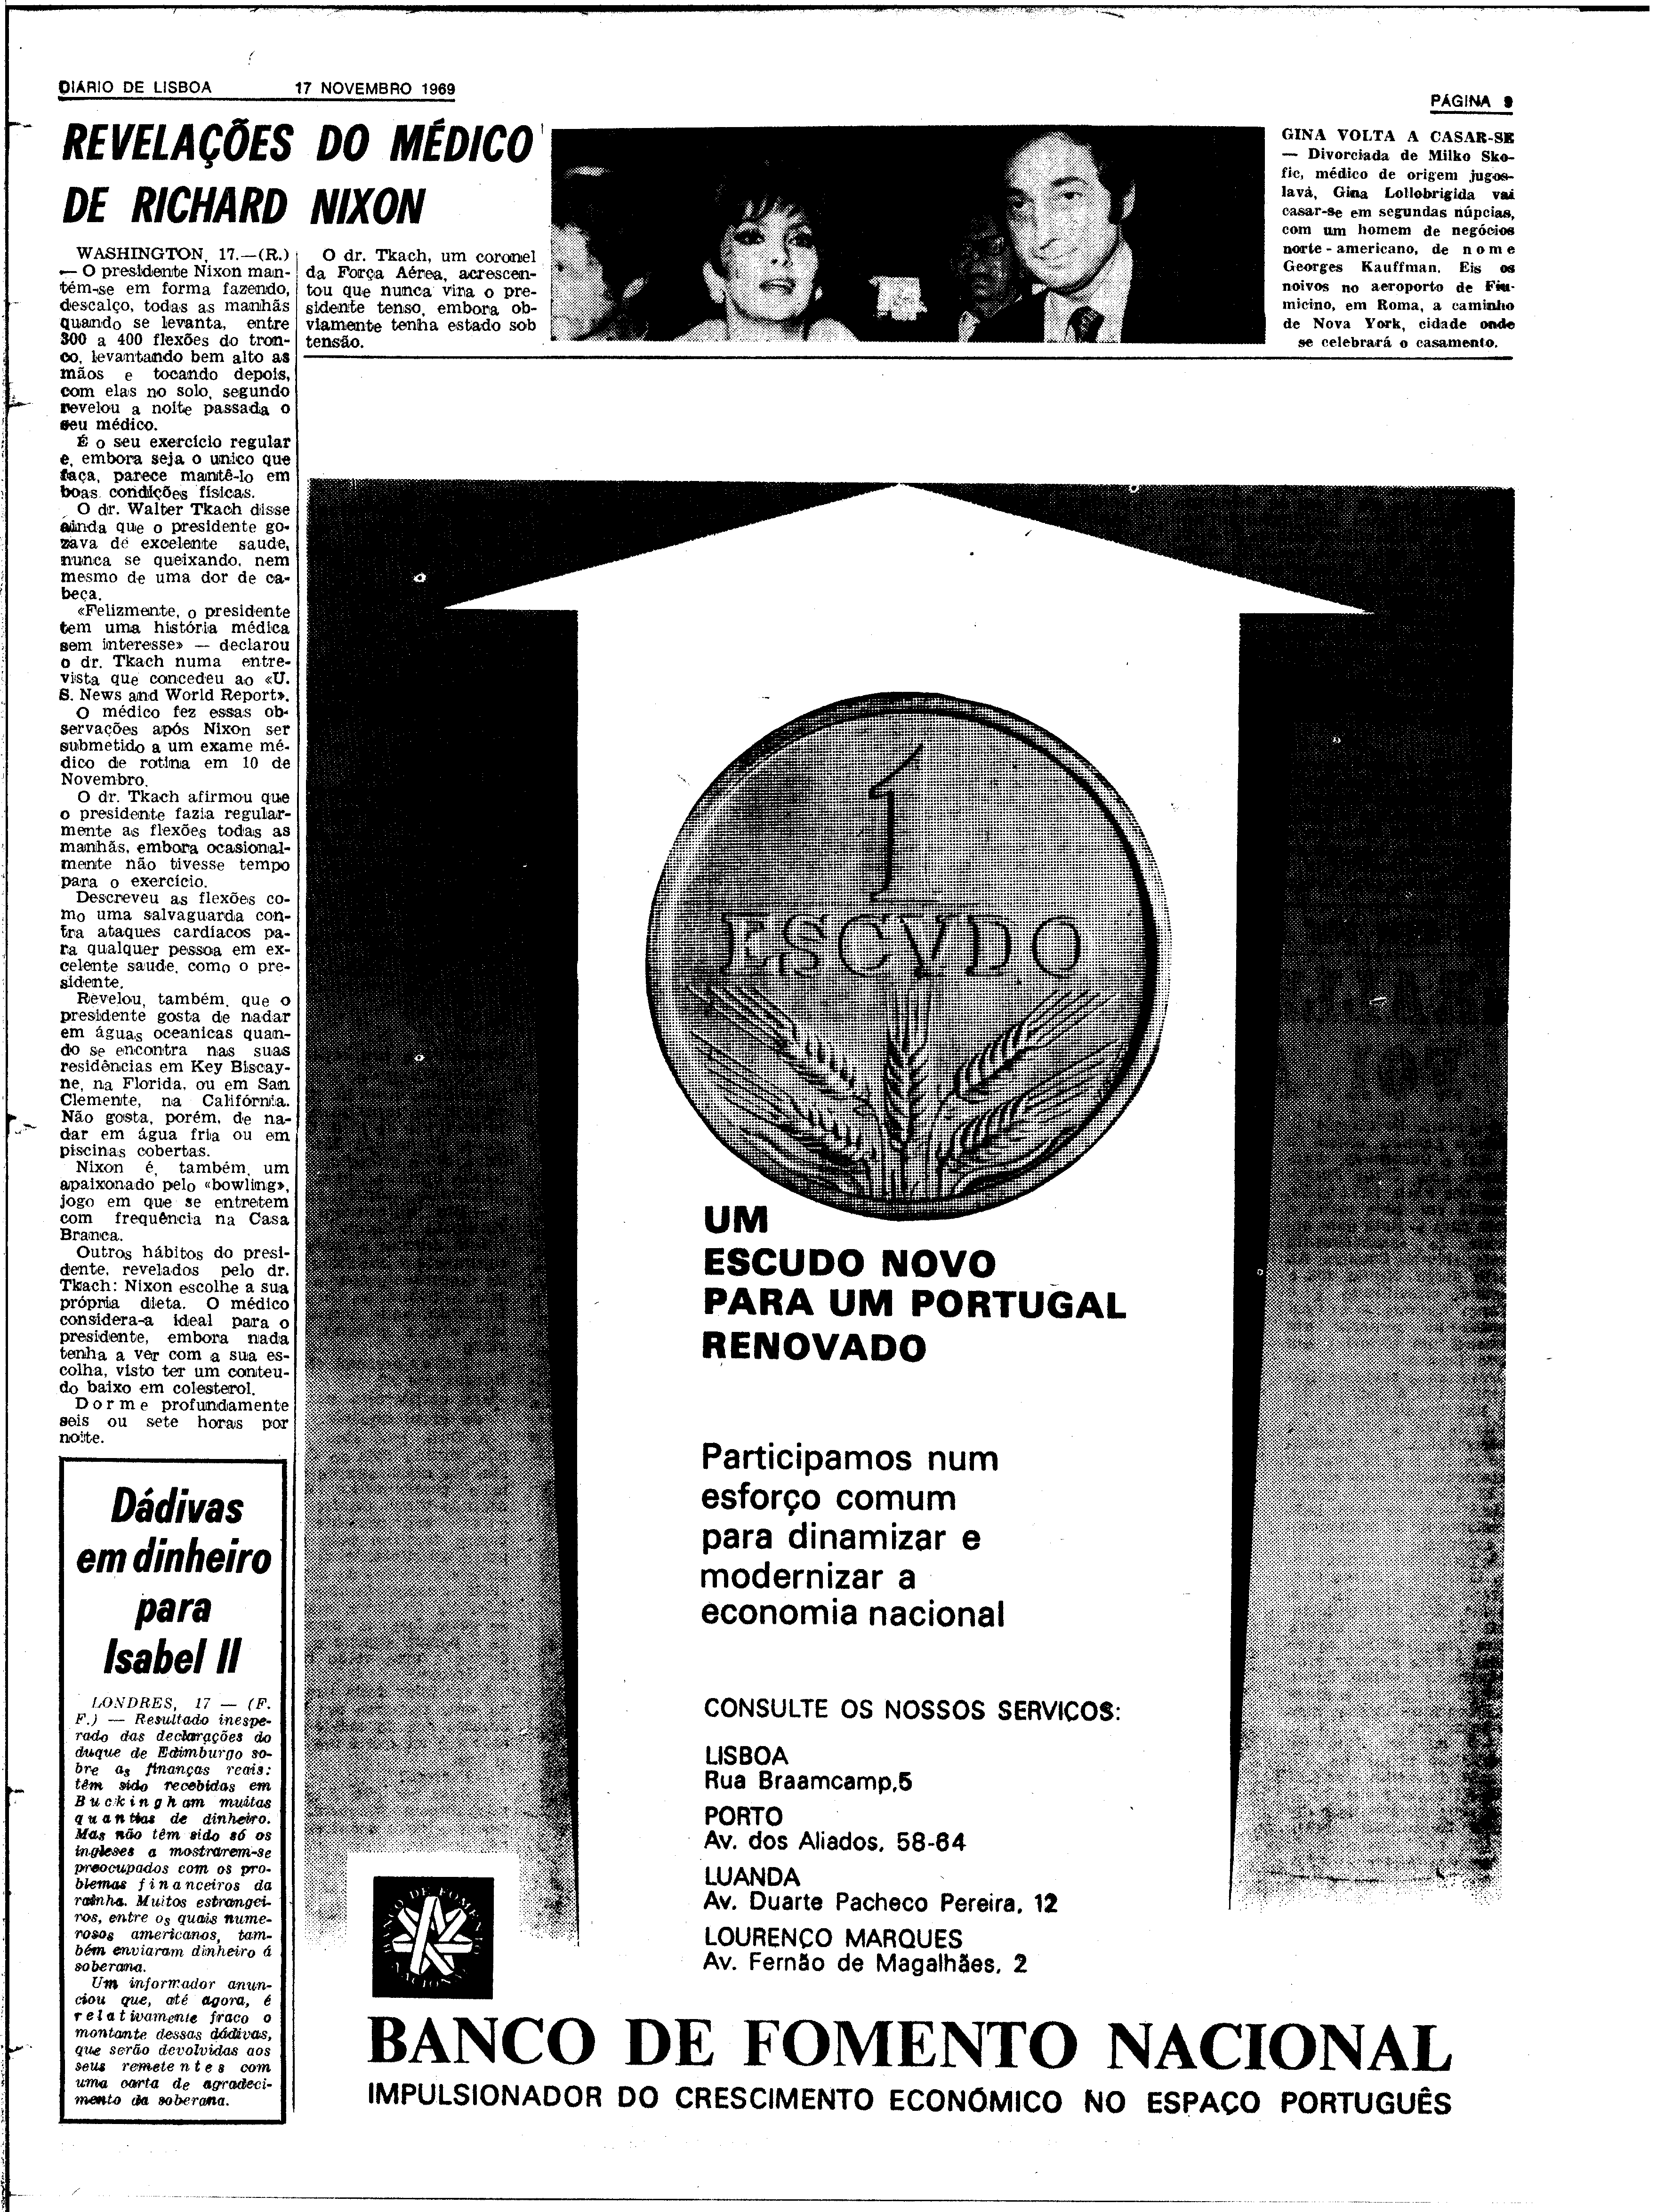 DIÁRIO DE LISBOA 17 NOVEMBRO 1969
PÁGINA 9
REVELAÇÕES DO MÉDICO
DE RICHARD NIXON
WASHINGTON, 17.—(R.)
— O presidente Nixon man-
tém-se em forma fazendo,
descalço, todas as manhãs
quando se levanta, entre
300 a 400 flexões do tron-
co, levantando bem alto as
mãos e tocando depois,
com elas no solo, segundo
revelou a noite passada o
seu médico.
É o seu exercício regular
e, embora seja o unico que
faça, parece mantê-lo em
boas condições físicas.
O dr. Walter Tkach disse
ainda que o presidente go-
zava de excelente saude,
nunca se queixando, nem
mesmo de uma dor de ca-
beça.
«Felizmente, o presidente
tem uma história médica
sem interesse» — declarou
o dr. Tkach numa entre-
vista que concedeu ao «U.
S. News and World Report».
O médico fez essas ob-
servações após Nixon ser
submetido a um exame mé-
dico de rotina em 10 de
Novembro.
O dr. Tkach afirmou que
o presidente fazia regular-
mente as flexões todas as
manhãs, embora ocasional-
mente não tivesse tempo
para o exercício.
Descreveu as flexões co-
mo uma salvaguarda con-
tra ataques cardíacos pa-
ra qualquer pessoa em ex-
celente saude, como o pre-
sidente.
Revelou, também, que o
presidente gosta de nadar
em águas oceanicas quan-
do se encontra nas suas
residências em Key Biscay-
ne, na Florida, ou em San
Clemente, na Califórnia.
Não gosta, porém, de na-
dar em água fria ou em
piscinas cobertas.
Nixon é, também, um
apaixonado pelo «bowling»,
jogo em que se entretem
com frequência na Casa
Branca.
Outros hábitos do presi-
dente, revelados pelo dr.
Tkach: Nixon escolhe a sua
própria dieta. O médico
considera-a ideal para o
presidente, embora nada
tenha a ver com a sua es-
colha, visto ter um conteu-
do baixo em colesterol.
Dorme profundamente
seis ou sete horas por
noite.
O dr. Tkach, um coronel
da Força Aérea, acrescen-
tou que nunca vira o pre-
sidente tenso, embora ob-
viamente tenha estado sob
tensão.
GINA VOLTA A CASAR-SE
— Divorciada de Milko Sko-
fic, médico de origem jugos-
lavá, Gina Lollobrigida vai
casar-se em segundas núpcias,
com um homem de negócios
norte-americano, de nome
Georges Kauffman. Eis os
noivos no aeroporto de Fiu-
micino, em Roma, a caminho
de Nova York, cidade onde
se celebrará o casamento.
Dádivas
em dinheiro
para
Isabel II
LONDRES, 17 — (F.
F.) — Resultado inespe-
rado das declarações do
duque de Edimburgo so-
bre as finanças reais:
têm sido recebidas em
Buckingham muitas
quantias de dinheiro.
Mas não têm sido só os
ingleses a mostrarem-se
preocupados com os pro-
blemas financeiros da
rainha. Muitos estrangei-
ros, entre os quais nume-
rosos americanos, tam-
bém enviaram dinheiro á
soberana.
Um informador anun-
ciou que, até agora, é
relativamente fraco o
montante dessas dádivas,
que serão devolvidas aos
seus remetentes com
uma carta de agradeci-
mento da soberana.
1
ESCVDO
UM
ESCUDO NOVO
PARA UM PORTUGAL
RENOVADO
Participamos num
esforço comum
para dinamizar e
modernizar a
economia nacional
CONSULTE OS NOSSOS SERVIÇOS:
LISBOA
Rua Braamcamp,5
PORTO
Av. dos Aliados, 58-64
LUANDA
Av. Duarte Pacheco Pereira, 12
LOURENÇO MARQUES
Av. Fernão de Magalhães, 2
BANCO DE FOMENTO NACIONAL
BANCO DE FOMENTO NACIONAL
IMPULSIONADOR DO CRESCIMENTO ECONÓMICO NO ESPAÇO PORTUGUÊS